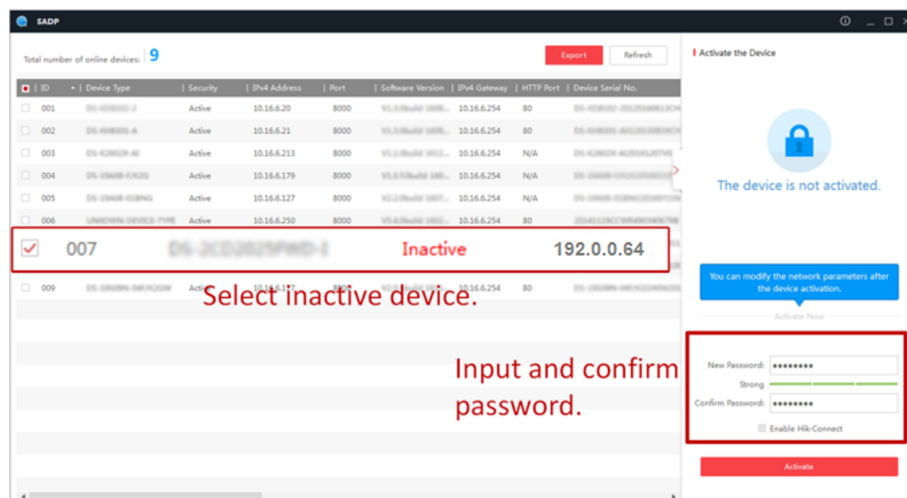 SADP
Total number of online devices: 9
Export
Refresh
ID | Device Type | Security | IPv4 Address | Port | Software Version | IPv4 Gateway | HTTP Port | Device Serial No.
001 Active 10.16.6.20 8000 10.16.6.254 80
002 Active 10.16.6.21 8000 10.16.6.254 80
003 Active 10.16.6.213 8000 10.16.6.254 N/A
004 Active 10.16.6.179 8000 10.16.6.254 N/A
005 Active 10.16.6.127 8000 10.16.6.254 N/A
006 Active 10.16.6.250 8000 10.16.6.254 80
007 Inactive 192.0.0.64
009 8000 10.16.6.254 80
Select inactive device.
Input and confirm
password.
Activate the Device
The device is not activated.
You can modify the network parameters after
the device activation.
Activate Now
New Password: ●●●●●●●●
Strong
Confirm Password: ●●●●●●●●
Enable Hik-Connect
Activate